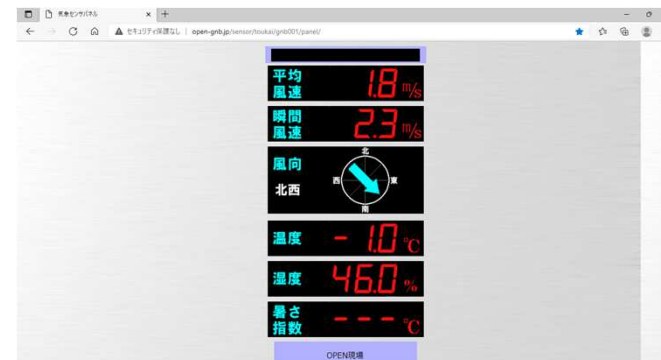 気象センサパネル
セキュリティ保護なし | open-gnb.jp/sensor/toukai/gnb001/panel/
平均
風速 1.8 m/s
瞬間
風速 2.3 m/s
北
風向
西 東
北西
南
温度 - 1.0 ℃
湿度 46.0 %
暑さ
指数 - - - ℃
OPEN現場